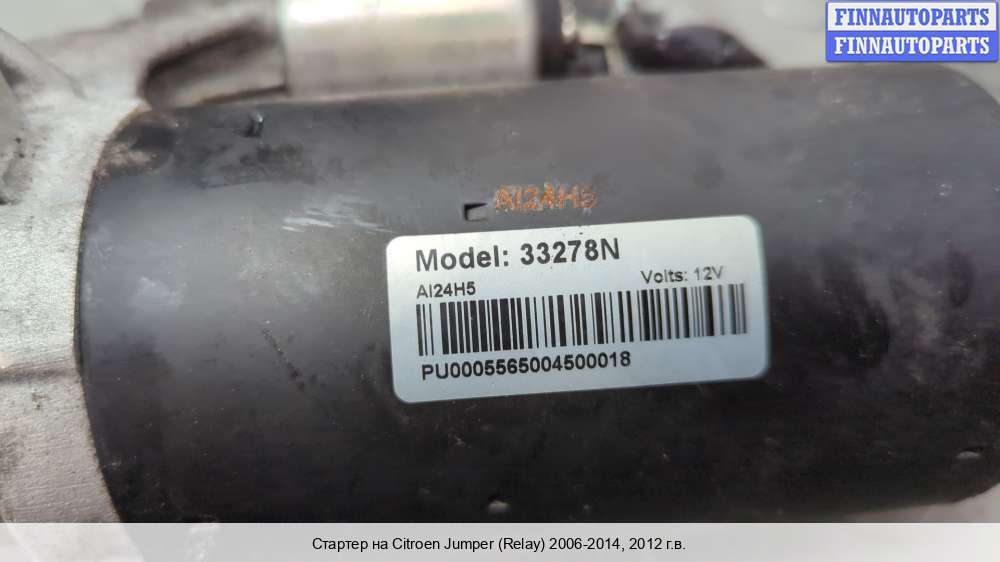 FINNAUTOPARTS
FINNAUTOPARTS
AI24H5
Model: 33278N
AI24H5 Volts: 12V
PU0005565004500018
Стартер на Citroen Jumper (Relay) 2006-2014, 2012 г.в.